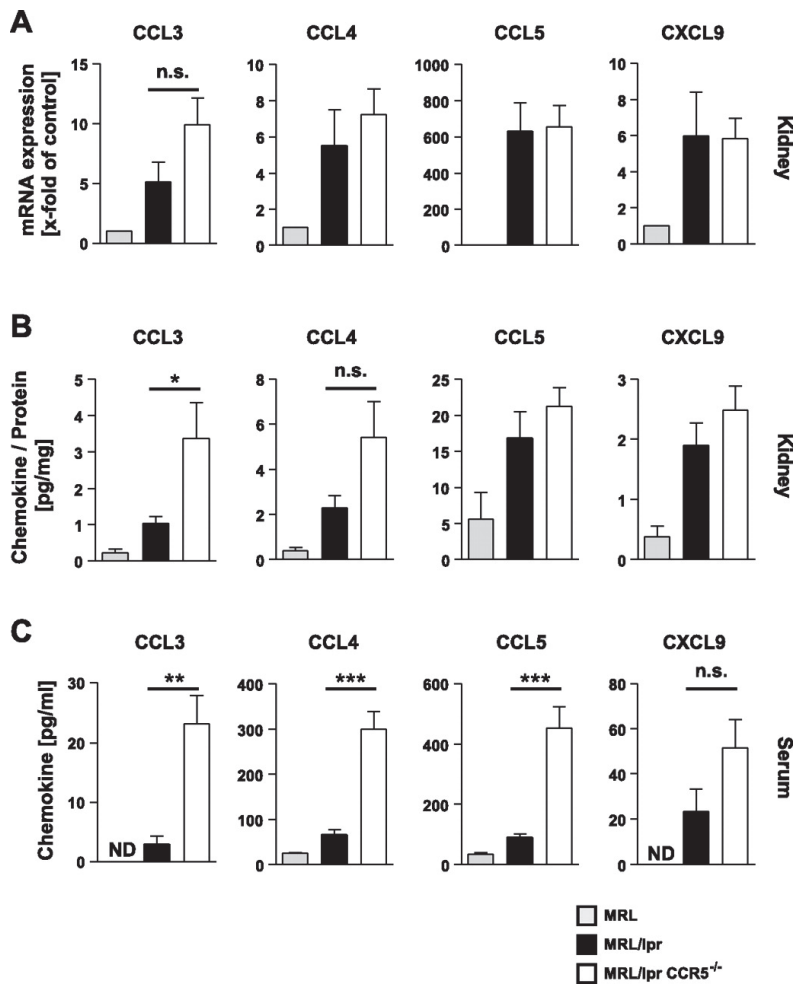 A
CCL3
CCL4
CCL5
CXCL9
mRNA expression
[x-fold of control]
15
10
5
0
n.s.
10
8
6
4
2
0
1000
800
600
400
200
0
10
8
6
4
2
0
Kidney
B
CCL3
CCL4
CCL5
CXCL9
Chemokine / Protein
[pg/mg]
5
4
3
2
1
0
*
8
6
4
2
0
n.s.
25
20
15
10
5
0
3
2
1
0
Kidney
C
CCL3
CCL4
CCL5
CXCL9
Chemokine [pg/ml]
30
20
10
0
ND
**
400
300
200
100
0
***
600
400
200
0
***
80
60
40
20
0
ND
n.s.
Serum
MRL
MRL/lpr
MRL/lpr CCR5-/-